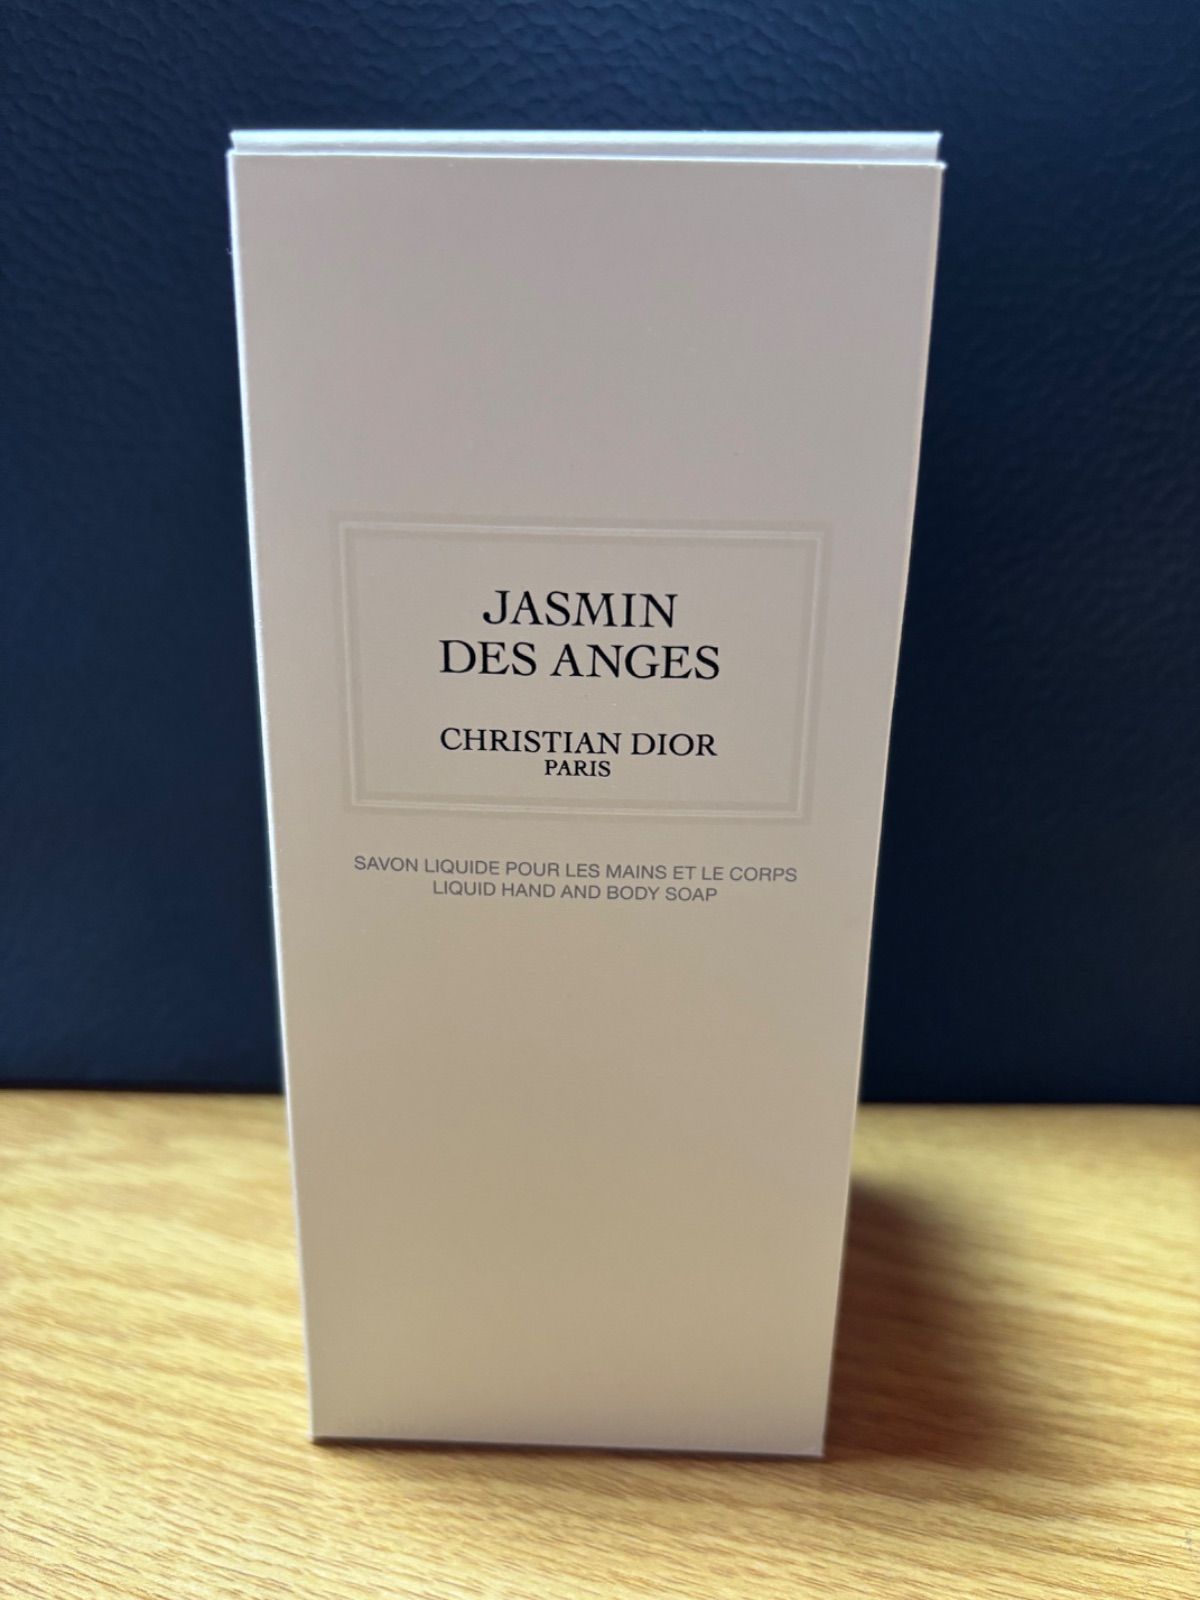 JASMIN
DES ANGES
CHRISTIAN DIOR
PARIS
SAVON LIQUIDE POUR LES MAINS ET LE CORPS
LIQUID HAND AND BODY SOAP